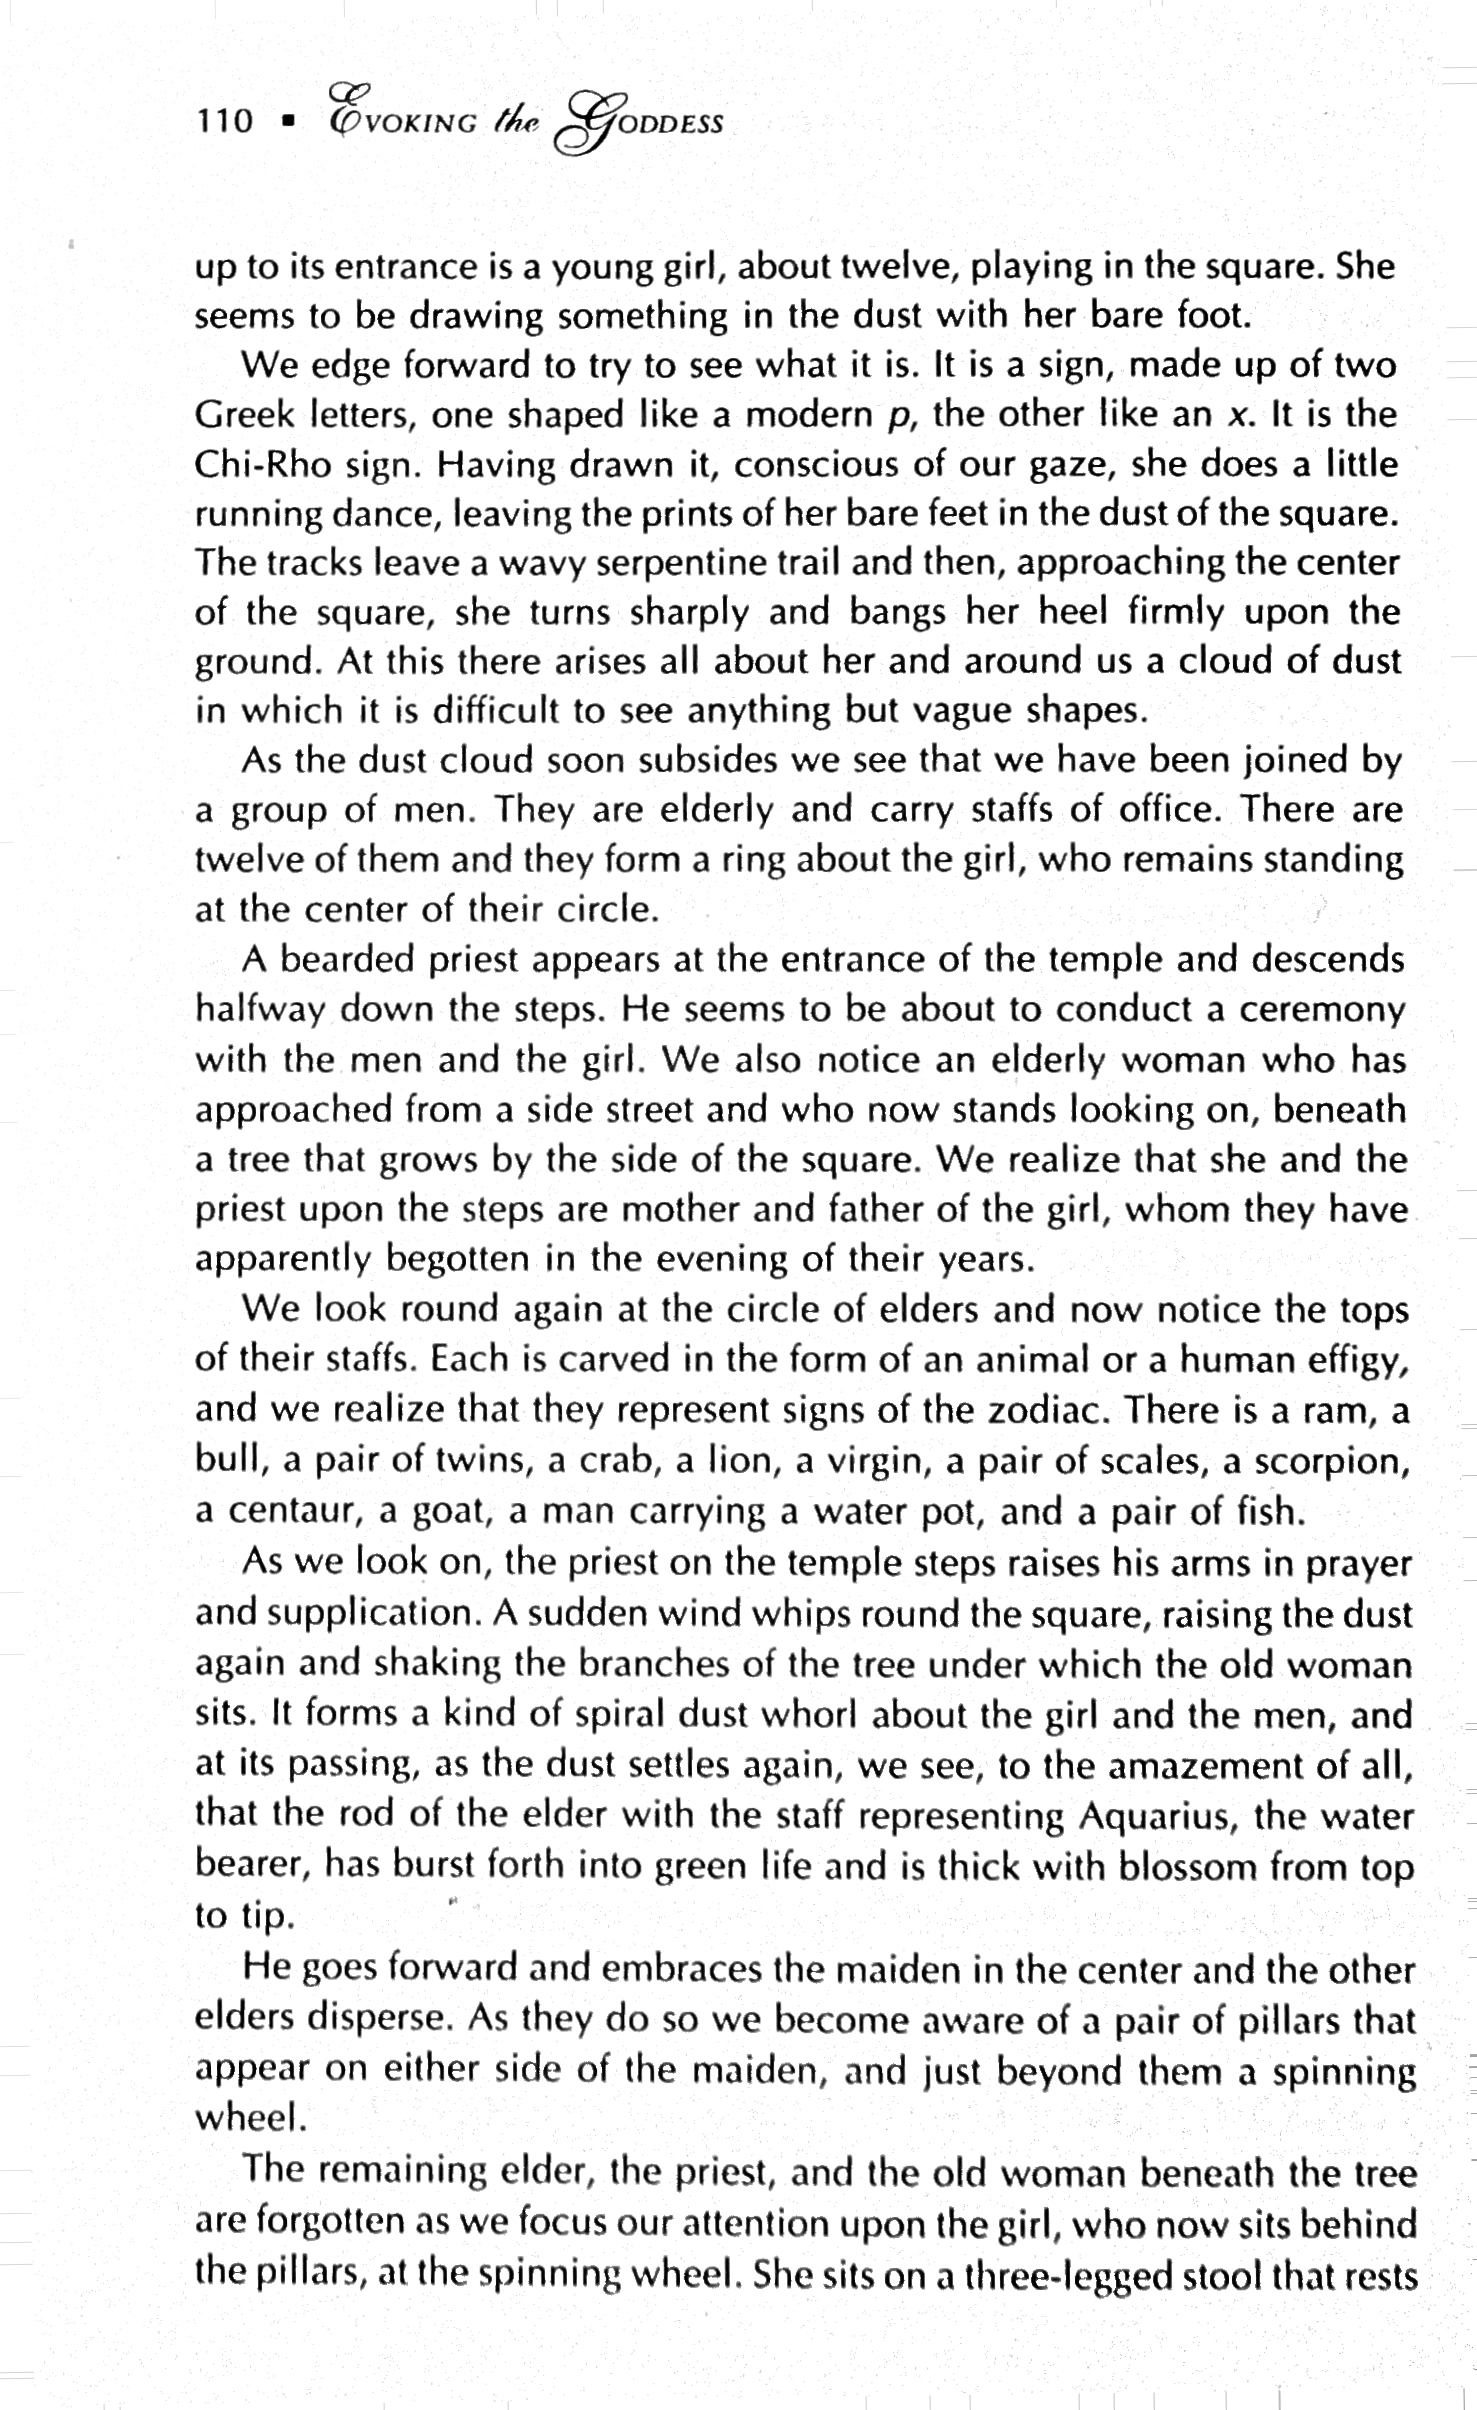 110 ▪ Evoking the Goddess
up to its entrance is a young girl, about twelve, playing in the square. She
seems to be drawing something in the dust with her bare foot.
We edge forward to try to see what it is. It is a sign, made up of two
Greek letters, one shaped like a modern p, the other like an x. It is the
Chi-Rho sign. Having drawn it, conscious of our gaze, she does a little
running dance, leaving the prints of her bare feet in the dust of the square.
The tracks leave a wavy serpentine trail and then, approaching the center
of the square, she turns sharply and bangs her heel firmly upon the
ground. At this there arises all about her and around us a cloud of dust
in which it is difficult to see anything but vague shapes.
As the dust cloud soon subsides we see that we have been joined by
a group of men. They are elderly and carry staffs of office. There are
twelve of them and they form a ring about the girl, who remains standing
at the center of their circle.
A bearded priest appears at the entrance of the temple and descends
halfway down the steps. He seems to be about to conduct a ceremony
with the men and the girl. We also notice an elderly woman who has
approached from a side street and who now stands looking on, beneath
a tree that grows by the side of the square. We realize that she and the
priest upon the steps are mother and father of the girl, whom they have
apparently begotten in the evening of their years.
We look round again at the circle of elders and now notice the tops
of their staffs. Each is carved in the form of an animal or a human effigy,
and we realize that they represent signs of the zodiac. There is a ram, a
bull, a pair of twins, a crab, a lion, a virgin, a pair of scales, a scorpion,
a centaur, a goat, a man carrying a water pot, and a pair of fish.
As we look on, the priest on the temple steps raises his arms in prayer
and supplication. A sudden wind whips round the square, raising the dust
again and shaking the branches of the tree under which the old woman
sits. It forms a kind of spiral dust whorl about the girl and the men, and
at its passing, as the dust settles again, we see, to the amazement of all,
that the rod of the elder with the staff representing Aquarius, the water
bearer, has burst forth into green life and is thick with blossom from top
to tip.
He goes forward and embraces the maiden in the center and the other
elders disperse. As they do so we become aware of a pair of pillars that
appear on either side of the maiden, and just beyond them a spinning
wheel.
The remaining elder, the priest, and the old woman beneath the tree
are forgotten as we focus our attention upon the girl, who now sits behind
the pillars, at the spinning wheel. She sits on a three-legged stool that rests